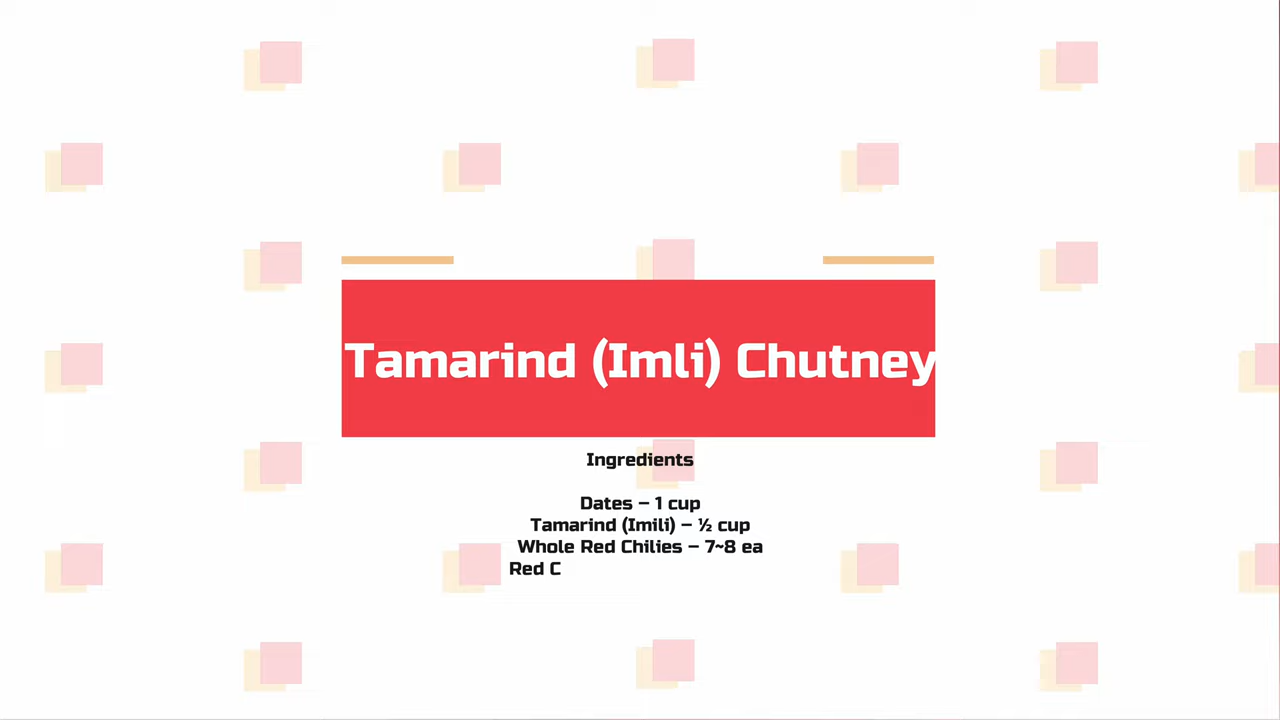 Tamarind (Imli) Chutney
Ingredients
Dates – 1 cup
Tamarind (Imili) – ½ cup
Whole Red Chilies – 7~8 ea
Red C